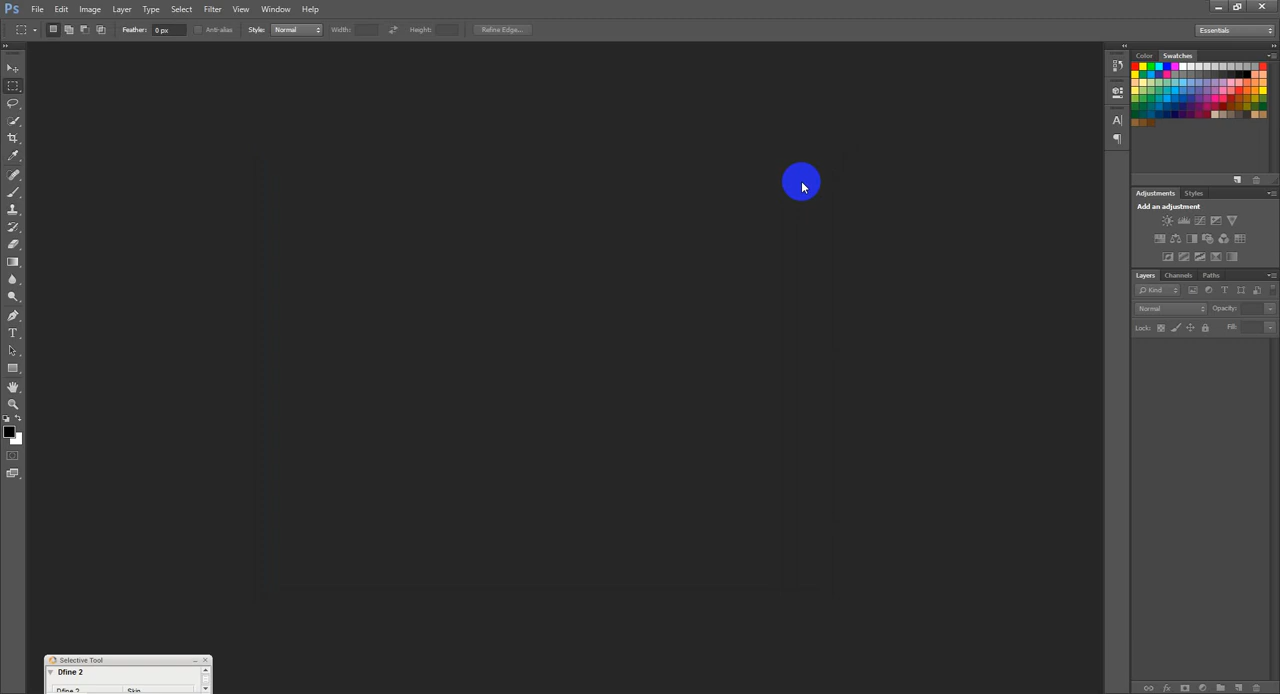 Ps File Edit Image Layer Type Select Filter View Window Help
Feather: 0 px Anti-alias Style: Normal Width: Height: Refine Edge... Essentials
Color Swatches
A|
Adjustments Styles
Add an adjustment
Layers Channels Paths
Kind
Normal Opacity:
Lock: Fill:
T
Selective Tool
Dfine 2
Dfine 2 Skin